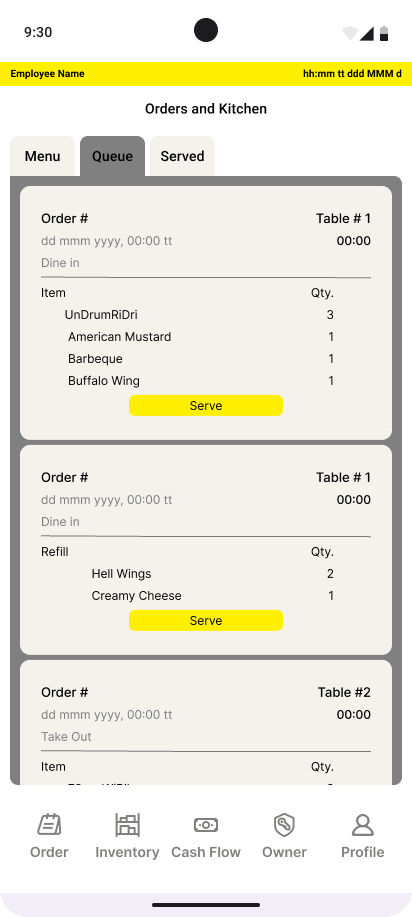 9:30
Employee Name hh:mm tt ddd MMM d
Orders and Kitchen
Menu Queue Served
Order # Table # 1
dd mmm yyyy, 00:00 tt 00:00
Dine in
Item Qty.
UnDrumRiDri 3
American Mustard 1
Barbeque 1
Buffalo Wing 1
Serve
Order # Table # 1
dd mmm yyyy, 00:00 tt 00:00
Dine in
Refill Qty.
Hell Wings 2
Creamy Cheese 1
Serve
Order # Table #2
dd mmm yyyy, 00:00 tt 00:00
Take Out
Item Qty.
Order Inventory Cash Flow Owner Profile